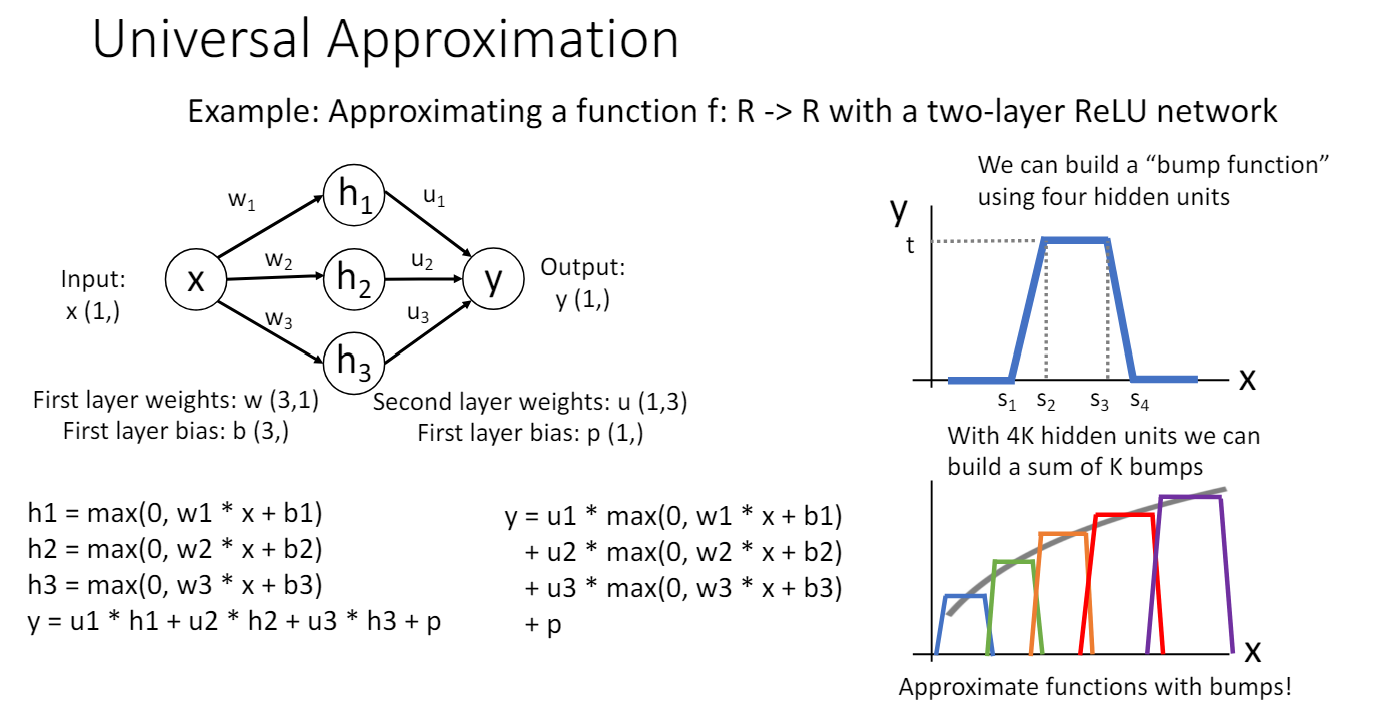 Universal Approximation
Example: Approximating a function f: R -> R with a two-layer ReLU network
Input:
x (1,)
x
w1
w2
w3
h1
h2
h3
u1
u2
u3
y
Output:
y (1,)
First layer weights: w (3,1)
First layer bias: b (3,)
Second layer weights: u (1,3)
First layer bias: p (1,)
h1 = max(0, w1 * x + b1)
h2 = max(0, w2 * x + b2)
h3 = max(0, w3 * x + b3)
y = u1 * h1 + u2 * h2 + u3 * h3 + p
y = u1 * max(0, w1 * x + b1)
+ u2 * max(0, w2 * x + b2)
+ u3 * max(0, w3 * x + b3)
+ p
We can build a “bump function”
using four hidden units
y
t
s1 s2 s3 s4
x
With 4K hidden units we can
build a sum of K bumps
x
Approximate functions with bumps!